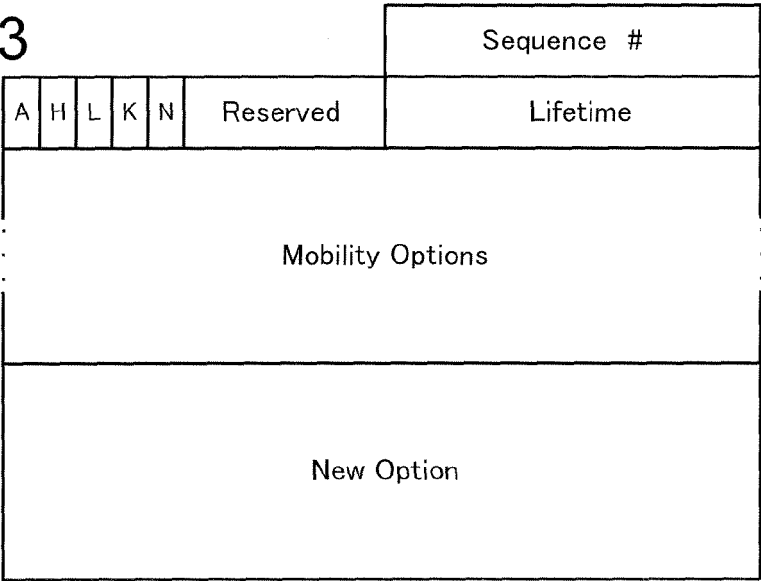 3
Sequence #
A H L K N Reserved Lifetime
Mobility Options
New Option